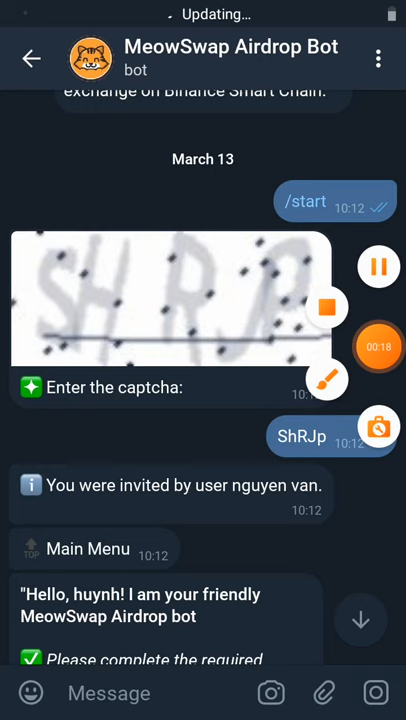 Updating…
MeowSwap Airdrop Bot
bot
exchange on Binance Smart Chain.
March 13
/start 10:12
SH RJP
00:18
Enter the captcha:
ShRJp 10:12
You were invited by user nguyen van.
10:12
TOP Main Menu 10:12
"Hello, huynh! I am your friendly
MeowSwap Airdrop bot
Please complete the required
Message